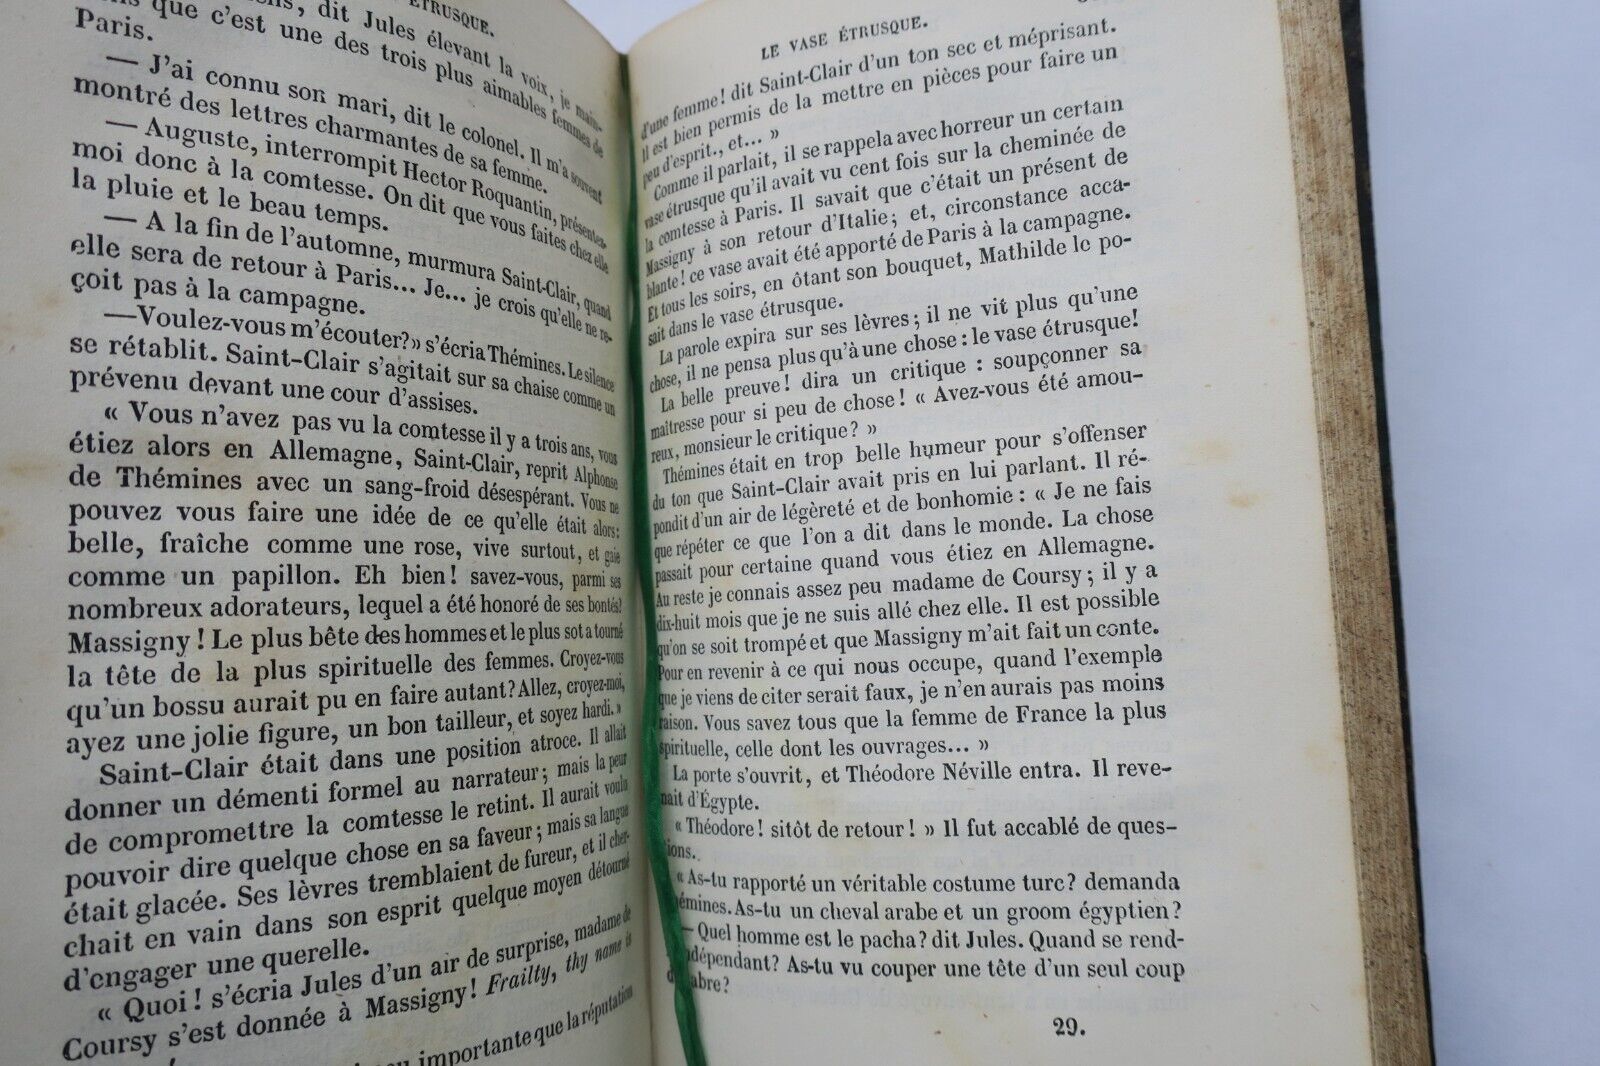 ÉTRUSQUE.
que c'est une des trois plus aimables femmes de
dit Jules élevant la voix, je
Paris.
— J'ai connu son mari, dit le colonel. Il m'a souvent
montré des lettres charmantes de sa femme.
— Auguste, interrompit Hector Roquantin, présentez-
moi donc à la comtesse. On dit que vous faites chez elle
la pluie et le beau temps.
— A la fin de l'automne, murmura Saint-Clair, quand
elle sera de retour à Paris... Je... je crois qu'elle ne re-
çoit pas à la campagne.
—Voulez-vous m'écouter?» s'écria Thémines. Le silence
se rétablit. Saint-Clair s'agitait sur sa chaise comme un
prévenu devant une cour d'assises.
« Vous n'avez pas vu la comtesse il y a trois ans, vous
étiez alors en Allemagne, Saint-Clair, reprit Alphonse
de Thémines avec un sang-froid désespérant. Vous ne
pouvez vous faire une idée de ce qu'elle était alors:
belle, fraîche comme une rose, vive surtout, et gaie
comme un papillon. Eh bien! savez-vous, parmi ses
nombreux adorateurs, lequel a été honoré de ses bontés?
Massigny! Le plus bête des hommes et le plus sot a tourné
la tête de la plus spirituelle des femmes. Croyez-vous
qu'un bossu aurait pu en faire autant? Allez, croyez-moi,
ayez une jolie figure, un bon tailleur, et soyez hardi. »
Saint-Clair était dans une position atroce. Il allait
donner un démenti formel au narrateur; mais la peur
de compromettre la comtesse le retint. Il aurait voulu
pouvoir dire quelque chose en sa faveur; mais sa langue
était glacée. Ses lèvres tremblaient de fureur, et il cher-
chait en vain dans son esprit quelque moyen détourné
d'engager une querelle.
« Quoi! s'écria Jules d'un air de surprise, madame de
Coursy s'est donnée à Massigny! Frailty, thy name is
importante que la réputation
LE VASE ÉTRUSQUE.
d'une femme! dit Saint-Clair d'un ton sec et méprisant.
Il est bien permis de la mettre en pièces pour faire un
peu d'esprit., et... »
Comme il parlait, il se rappela avec horreur un certain
vase étrusque qu'il avait vu cent fois sur la cheminée de
la comtesse à Paris. Il savait que c'était un présent de
Massigny à son retour d'Italie; et, circonstance acca-
blante! ce vase avait été apporté de Paris à la campagne.
Et tous les soirs, en ôtant son bouquet, Mathilde le po-
sait dans le vase étrusque.
La parole expira sur ses lèvres; il ne vit plus qu'une
chose, il ne pensa plus qu'à une chose: le vase étrusque!
La belle preuve! dira un critique: soupçonner sa
maîtresse pour si peu de chose! « Avez-vous été amou-
reux, monsieur le critique? »
Thémines était en trop belle humeur pour s'offenser
du ton que Saint-Clair avait pris en lui parlant. Il ré-
pondit d'un air de légèreté et de bonhomie: « Je ne fais
que répéter ce que l'on a dit dans le monde. La chose
passait pour certaine quand vous étiez en Allemagne.
Au reste je connais assez peu madame de Coursy; il y a
dix-huit mois que je ne suis allé chez elle. Il est possible
qu'on se soit trompé et que Massigny m'ait fait un conte.
Pour en revenir à ce qui nous occupe, quand l'exemple
que je viens de citer serait faux, je n'en aurais pas moins
raison. Vous savez tous que la femme de France la plus
spirituelle, celle dont les ouvrages... »
La porte s'ouvrit, et Théodore Néville entra. Il reve-
nait d'Égypte.
« Théodore! sitôt de retour! » Il fut accablé de ques-
ions.
« As-tu rapporté un véritable costume turc? demanda
émines. As-tu un cheval arabe et un groom égyptien?
— Quel homme est le pacha? dit Jules. Quand se rend-
ndépendant? As-tu vu couper une tête d'un seul coup
abre?
29.